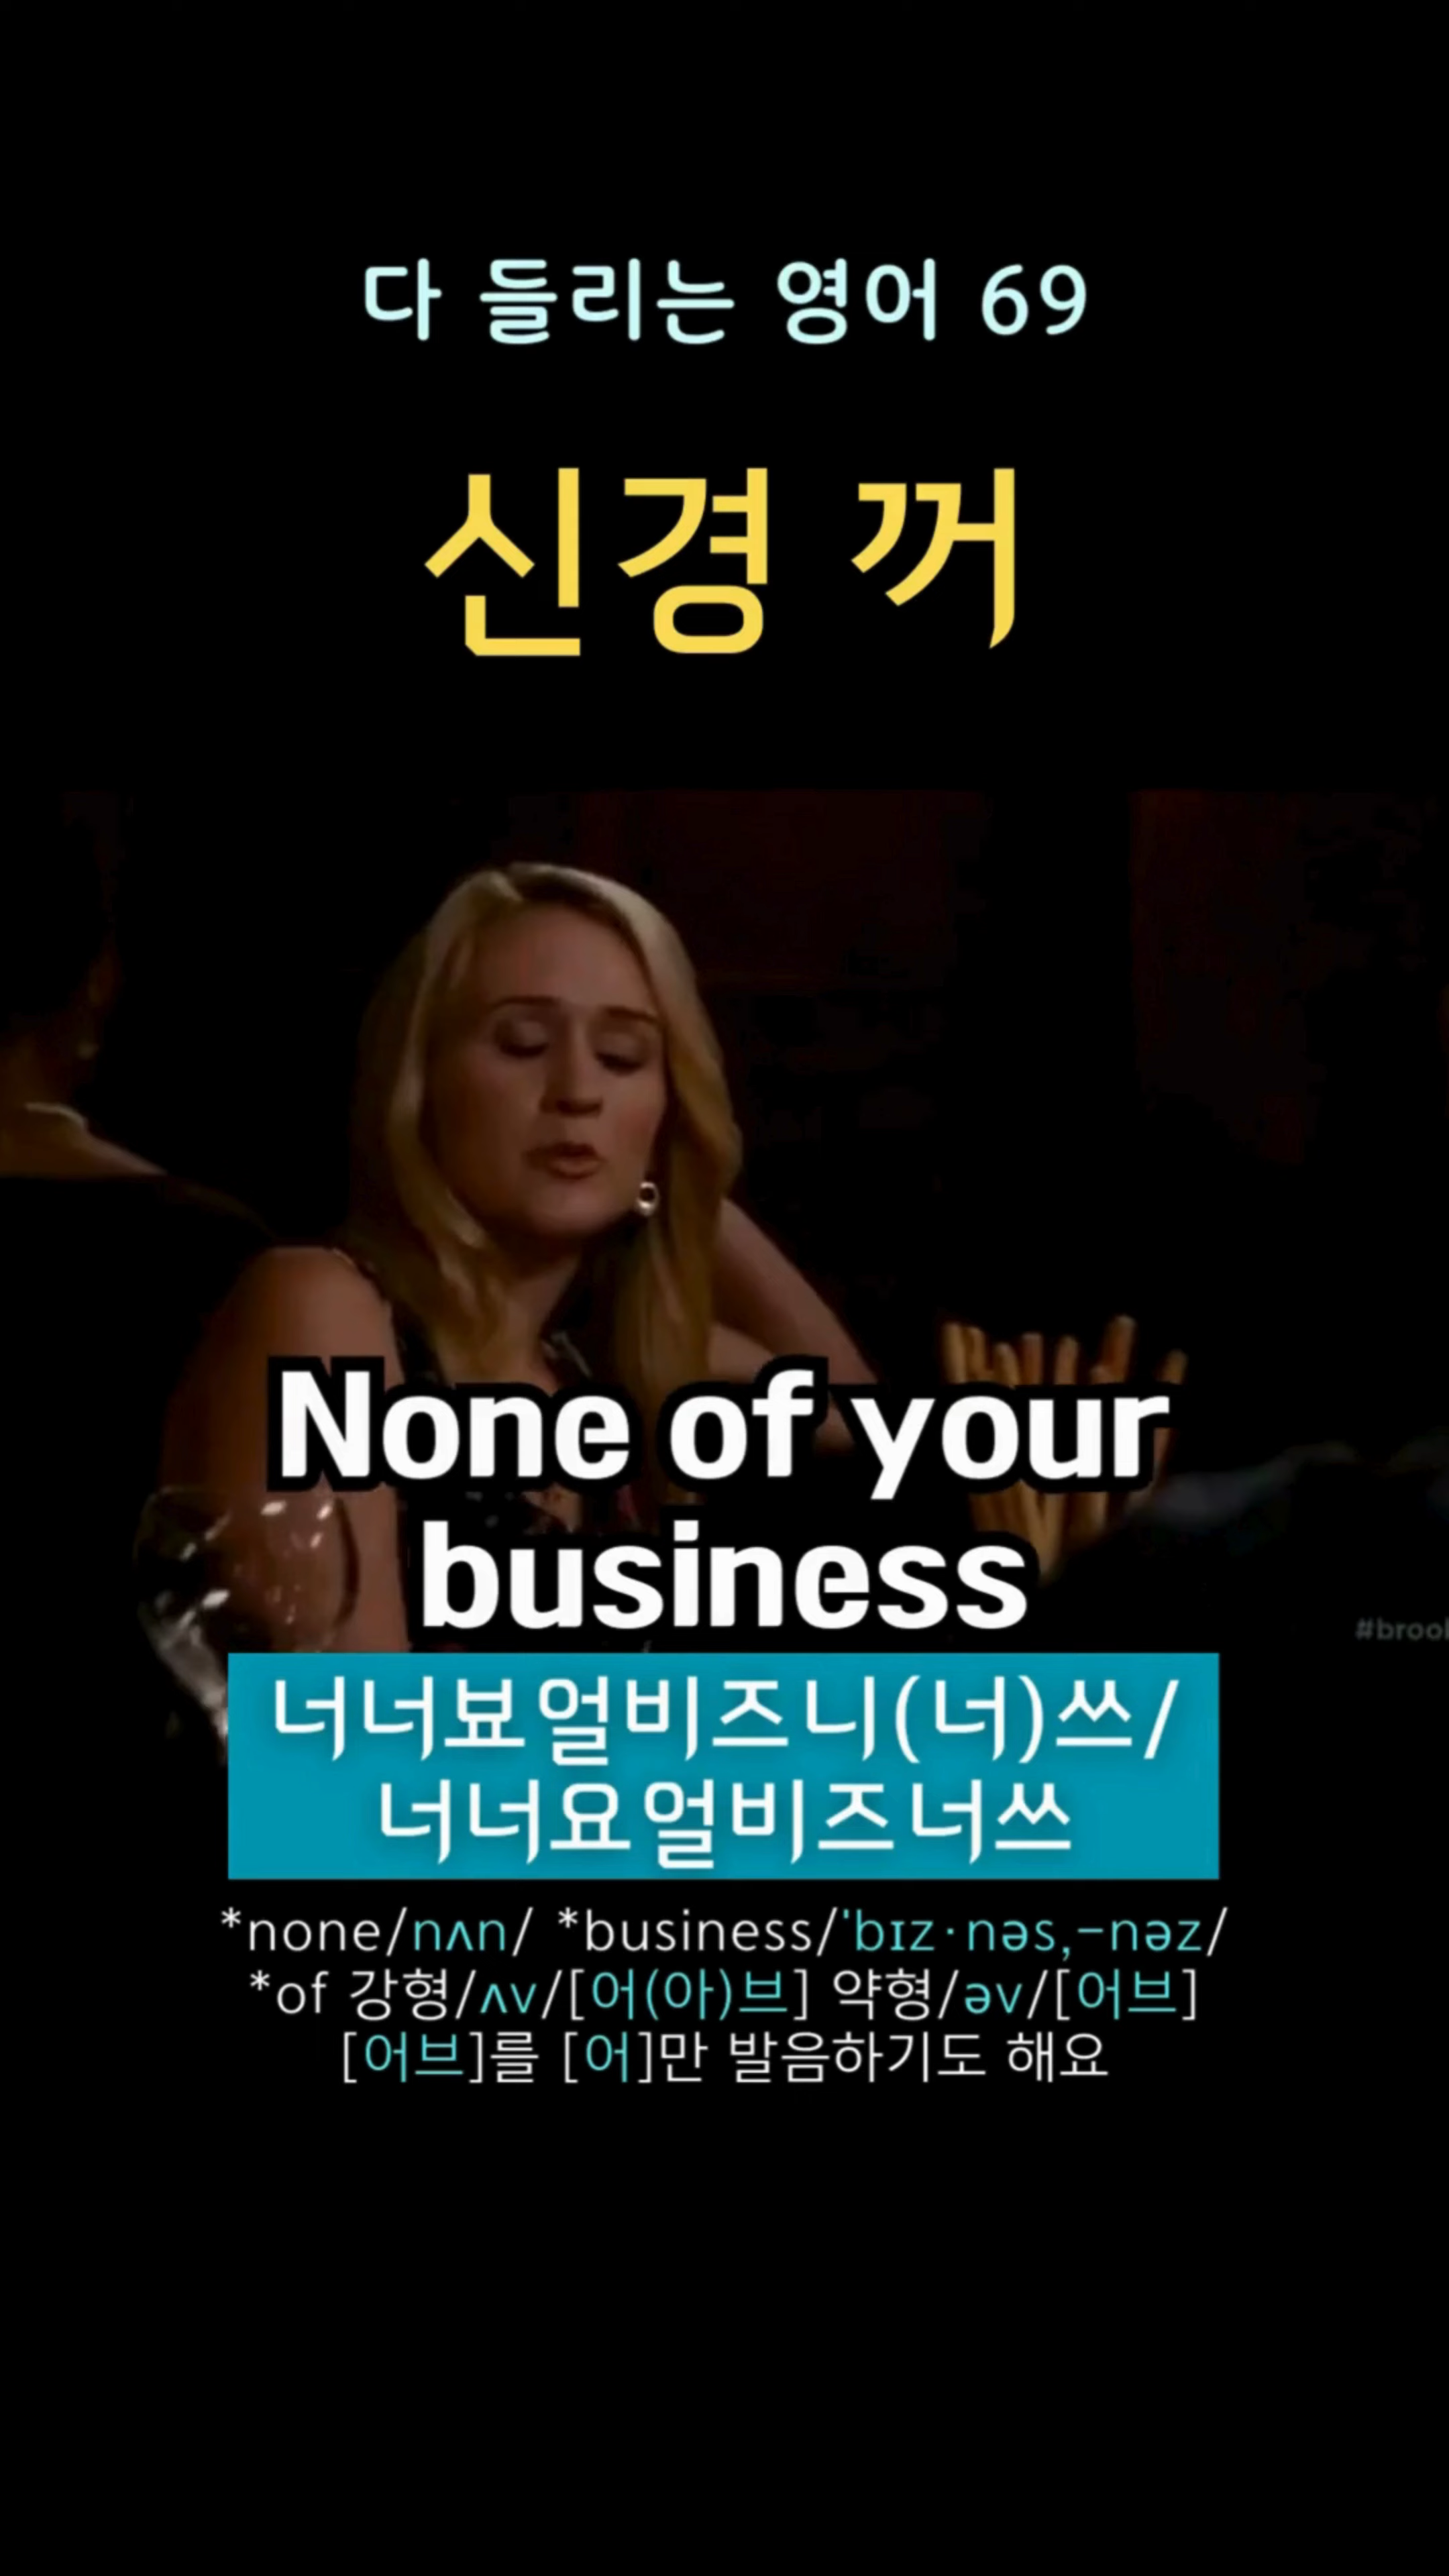 다 들리는 영어 69
신경 꺼
None of your
business
#brool
너너뵤얼비즈니(너)쓰/
너너요얼비즈너쓰
*none/nʌn/ *business/ˈbɪz·nəs,-nəz/
*of 강형/ʌv/[어(아)브] 약형/əv/[어브]
[어브]를 [어]만 발음하기도 해요